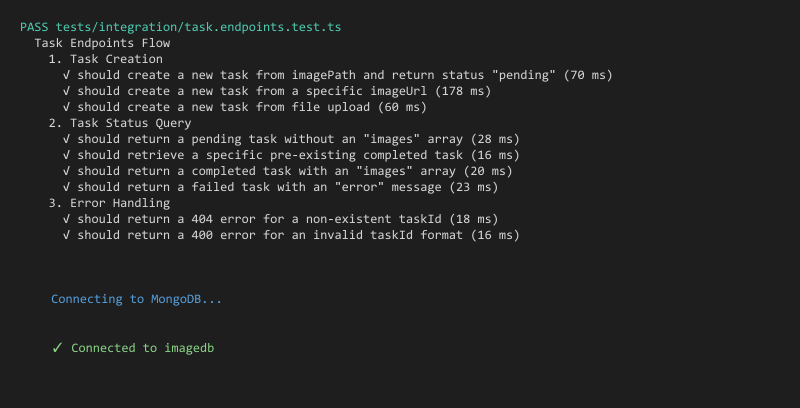 PASS tests/integration/task.endpoints.test.ts
Task Endpoints Flow
1. Task Creation
√ should create a new task from imagePath and return status "pending" (70 ms)
√ should create a new task from a specific imageUrl (178 ms)
√ should create a new task from file upload (60 ms)
2. Task Status Query
√ should return a pending task without an "images" array (28 ms)
√ should retrieve a specific pre-existing completed task (16 ms)
√ should return a completed task with an "images" array (20 ms)
√ should return a failed task with an "error" message (23 ms)
3. Error Handling
√ should return a 404 error for a non-existent taskId (18 ms)
√ should return a 400 error for an invalid taskId format (16 ms)
Connecting to MongoDB...
✓ Connected to imagedb